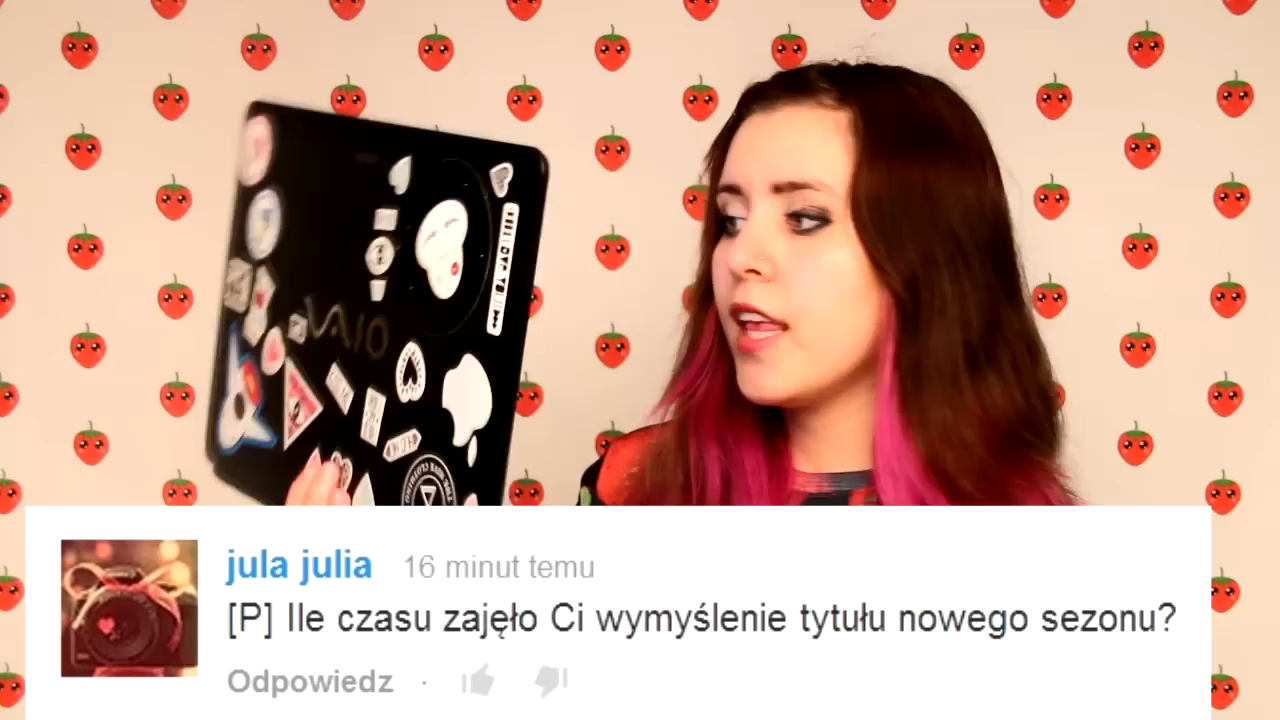 VAIO
jula julia 16 minut temu
[P] Ile czasu zajęło Ci wymyślenie tytułu nowego sezonu?
Odpowiedz ·